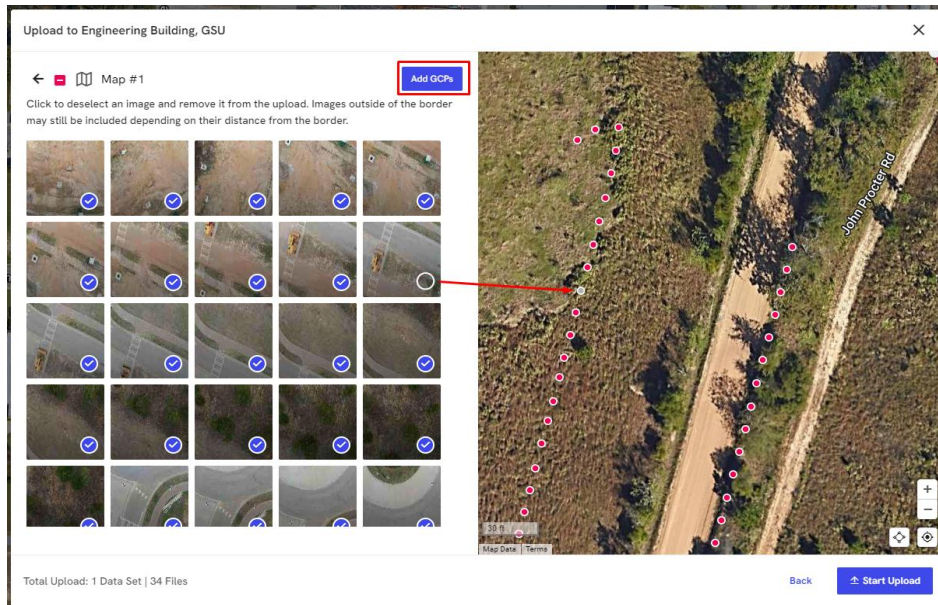 Upload to Engineering Building, GSU
Map #1
Add GCPs
Click to deselect an image and remove it from the upload. Images outside of the border
may still be included depending on their distance from the border.
John Procter Rd
30 ft
Map Data
Terms
Total Upload: 1 Data Set | 34 Files
Back
Start Upload